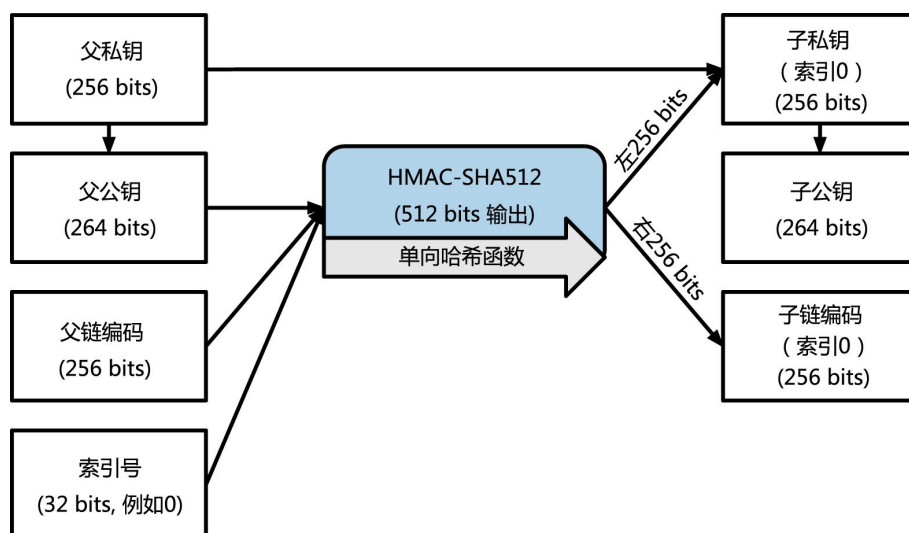 父私钥
(256 bits)
父公钥
(264 bits)
父链编码
(256 bits)
索引号
(32 bits, 例如0)
HMAC-SHA512
(512 bits 输出)
单向哈希函数
左256 bits
右256 bits
子私钥
（ 索引0 ）
(256 bits)
子公钥
(264 bits)
子链编码
（ 索引0 ）
(256 bits)